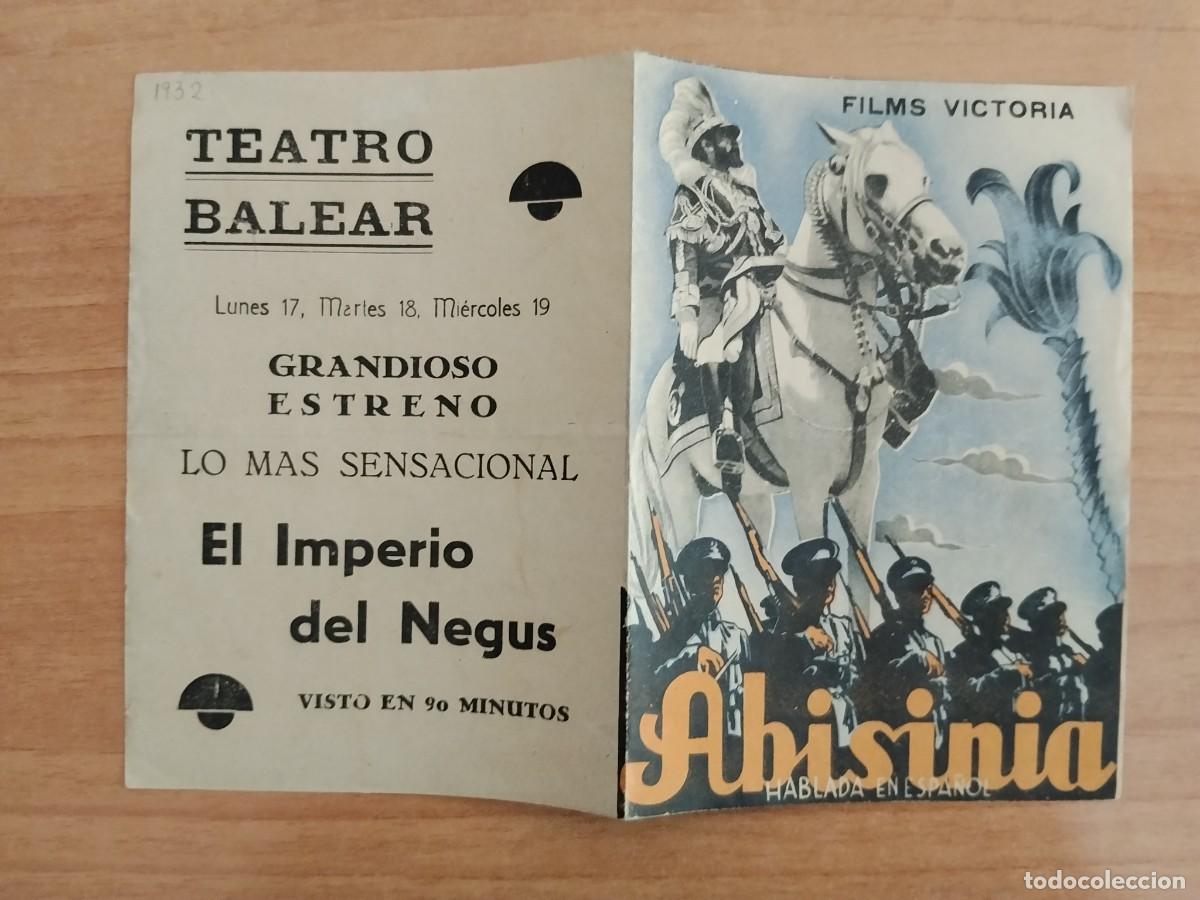 1932
TEATRO
BALEAR
Lunes 17, Martes 18, Miércoles 19
GRANDIOSO
ESTRENO
LO MAS SENSACIONAL
El Imperio
del Negus
VISTO EN 90 MINUTOS
FILMS VICTORIA
Abisinia
HABLADA EN ESPAÑOL
todocoleccion